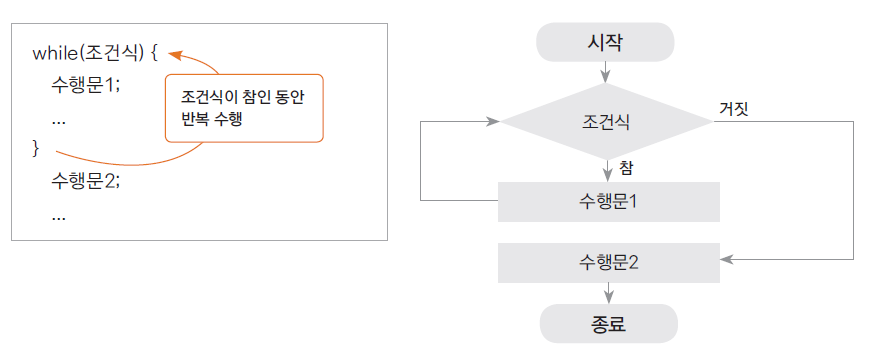 while(조건식) {
수행문1;
...
}
수행문2;
...
조건식이 참인 동안
반복 수행
시작
조건식
거짓
참
수행문1
수행문2
종료